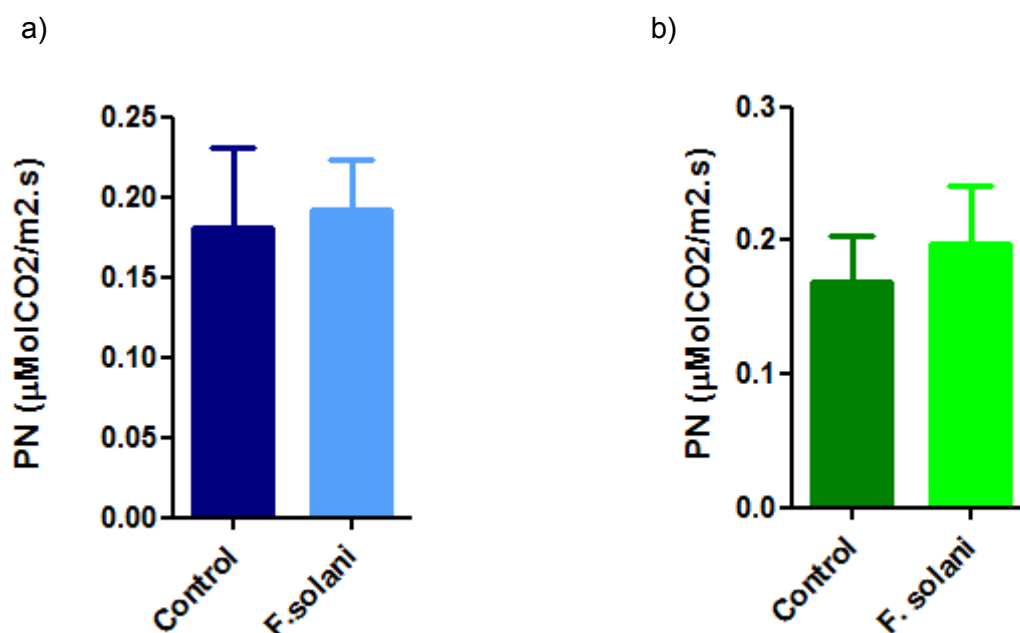 a)
PN (µMolCO2/m2.s)
0.25
0.20
0.15
0.10
0.05
0.00
Control
F.solani
b)
PN (µMolCO2/m2.s)
0.3
0.2
0.1
0.0
Control
F. solani